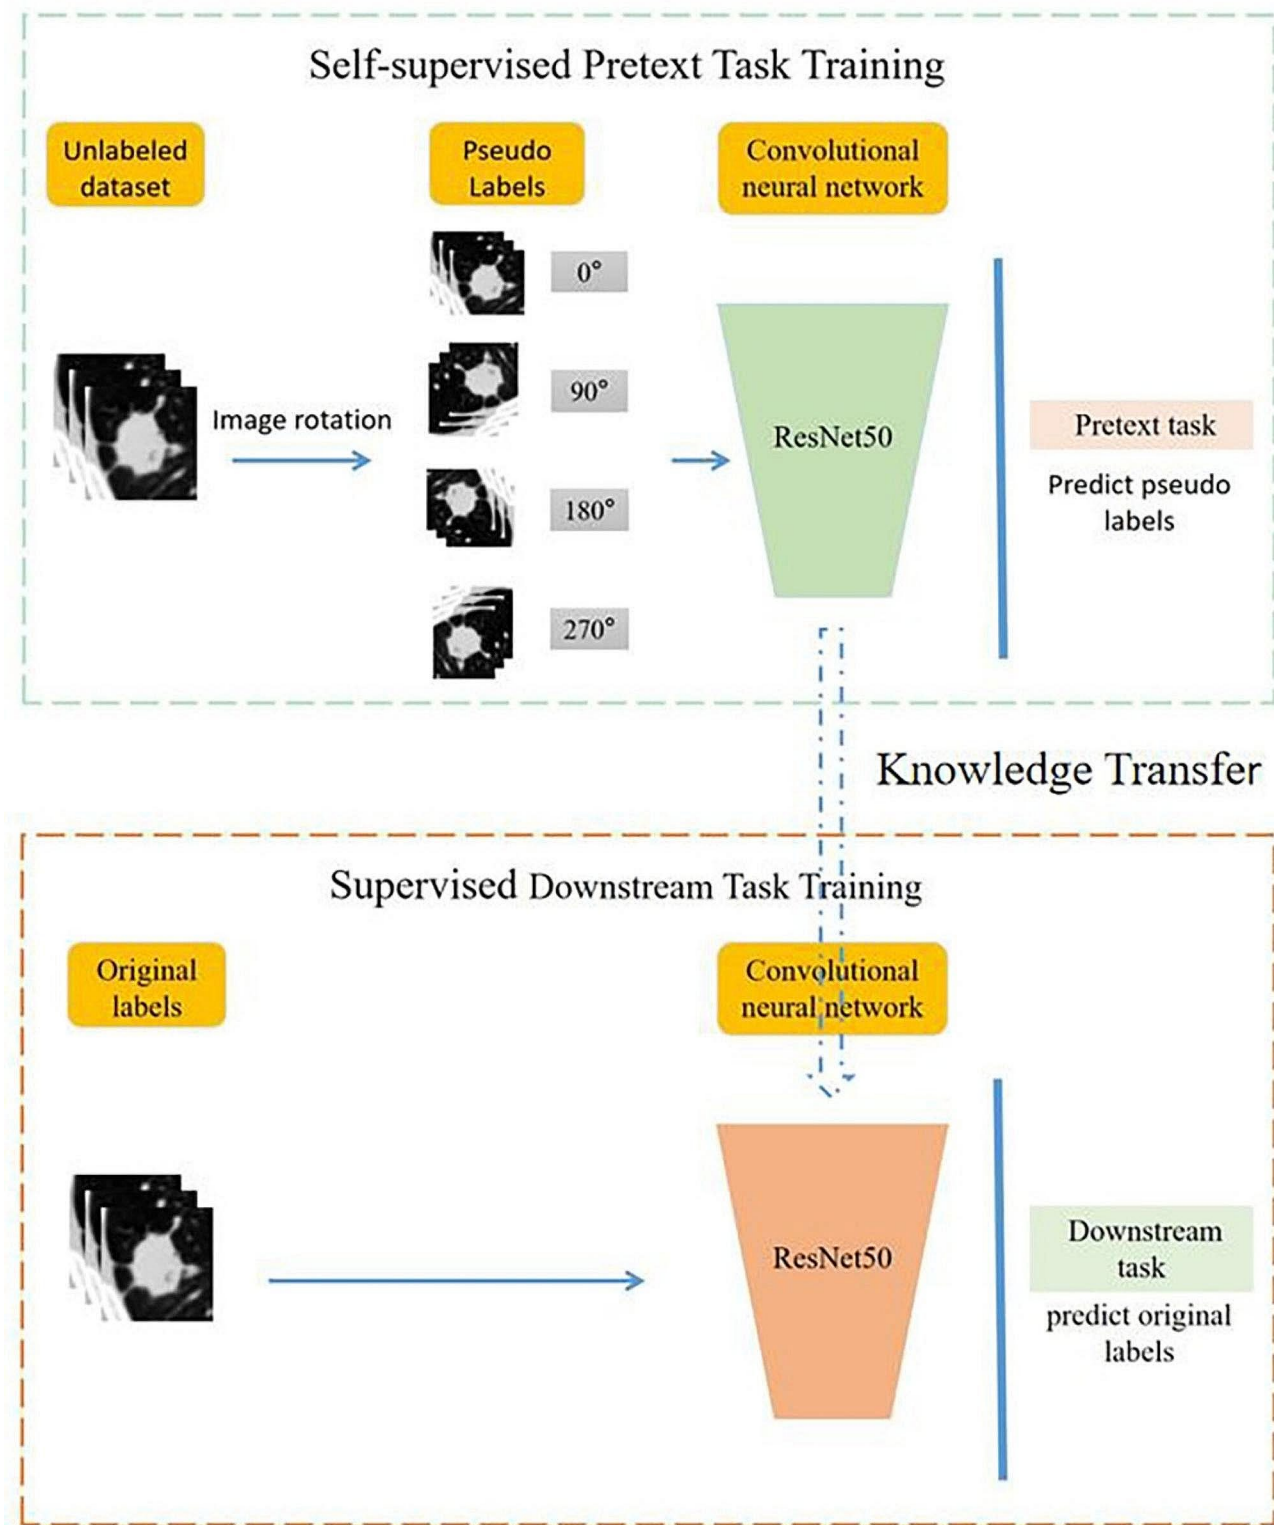 Self-supervised Pretext Task Training
Unlabeled
dataset
Pseudo
Labels
Convolutional
neural network
0°
90°
Image rotation
180°
270°
ResNet50
Pretext task
Predict pseudo
labels
Knowledge Transfer
Supervised Downstream Task Training
Original
labels
Convolutional
neural network
ResNet50
Downstream
task
predict original
labels